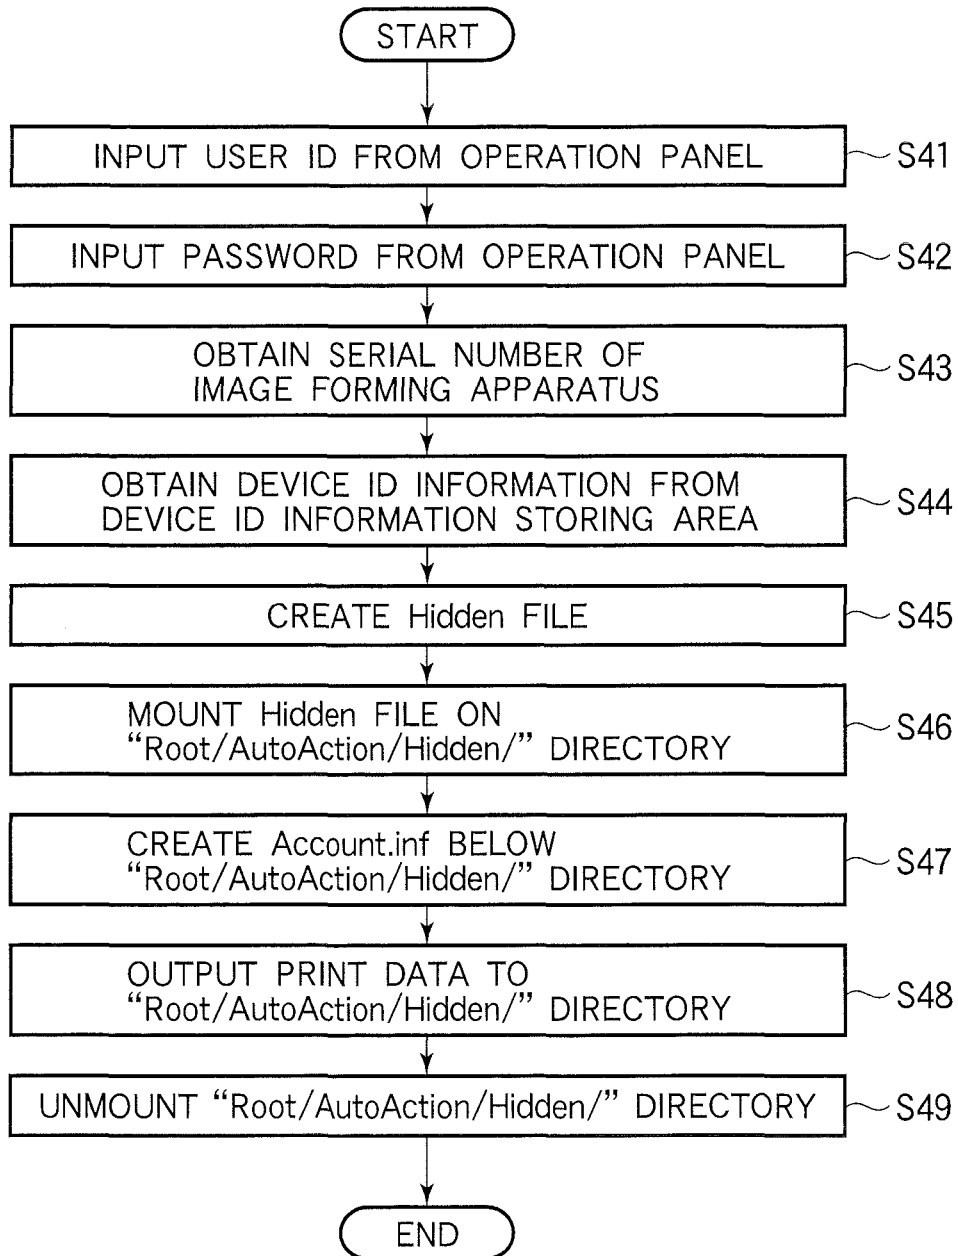 START
INPUT USER ID FROM OPERATION PANEL
S41
INPUT PASSWORD FROM OPERATION PANEL
S42
OBTAIN SERIAL NUMBER OF
IMAGE FORMING APPARATUS
S43
OBTAIN DEVICE ID INFORMATION FROM
DEVICE ID INFORMATION STORING AREA
S44
CREATE Hidden FILE
S45
MOUNT Hidden FILE ON
“Root/AutoAction/Hidden/” DIRECTORY
S46
CREATE Account.inf BELOW
“Root/AutoAction/Hidden/” DIRECTORY
S47
OUTPUT PRINT DATA TO
“Root/AutoAction/Hidden/” DIRECTORY
S48
UNMOUNT “Root/AutoAction/Hidden/” DIRECTORY
S49
END